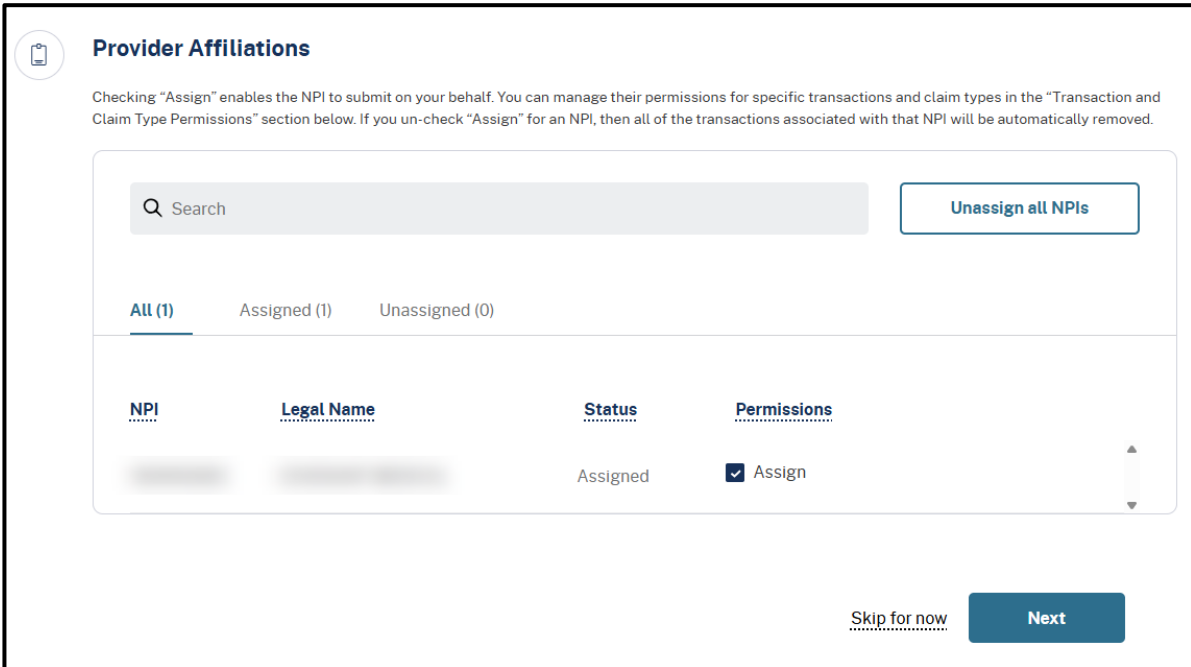 Provider Affiliations
Checking “Assign” enables the NPI to submit on your behalf. You can manage their permissions for specific transactions and claim types in the “Transaction and
Claim Type Permissions” section below. If you un-check “Assign” for an NPI, then all of the transactions associated with that NPI will be automatically removed.
Search
Unassign all NPIs
All (1) Assigned (1) Unassigned (0)
NPI Legal Name Status Permissions
Assigned Assign
Skip for now Next